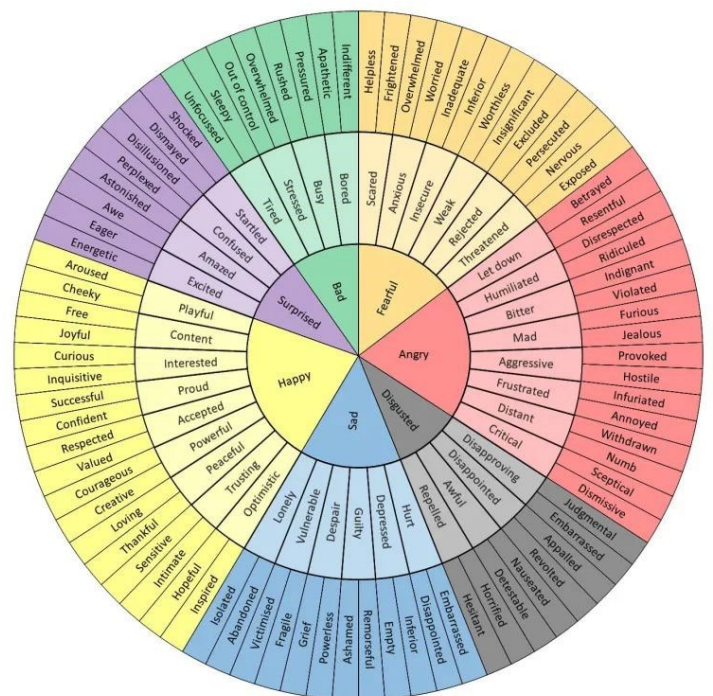 Bad
Fearful
Angry
Disgusted
Sad
Happy
Surprised
Bored
Busy
Stressed
Tired
Scared
Anxious
Insecure
Weak
Rejected
Threatened
Let down
Humiliated
Bitter
Mad
Aggressive
Frustrated
Distant
Critical
Disapproving
Disappointed
Awful
Repelled
Hurt
Depressed
Guilty
Despair
Vulnerable
Lonely
Optimistic
Trusting
Peaceful
Powerful
Accepted
Proud
Interested
Content
Playful
Excited
Amazed
Confused
Startled
Indifferent
Apathetic
Pressured
Rushed
Overwhelmed
Out of control
Sleepy
Unfocussed
Helpless
Frightened
Overwhelmed
Worried
Inadequate
Inferior
Worthless
Insignificant
Excluded
Persecuted
Nervous
Exposed
Betrayed
Resentful
Disrespected
Ridiculed
Indignant
Violated
Furious
Jealous
Provoked
Hostile
Infuriated
Annoyed
Withdrawn
Numb
Sceptical
Dismissive
Judgmental
Embarrassed
Appalled
Revolted
Nauseated
Detestable
Horrified
Hesitant
Embarrassed
Disappointed
Inferior
Empty
Remorseful
Ashamed
Powerless
Grief
Fragile
Victimised
Abandoned
Isolated
Inspired
Hopeful
Intimate
Sensitive
Thankful
Loving
Creative
Courageous
Valued
Respected
Confident
Successful
Inquisitive
Curious
Joyful
Free
Cheeky
Aroused
Energetic
Eager
Awe
Astonished
Perplexed
Disillusioned
Dismayed
Shocked